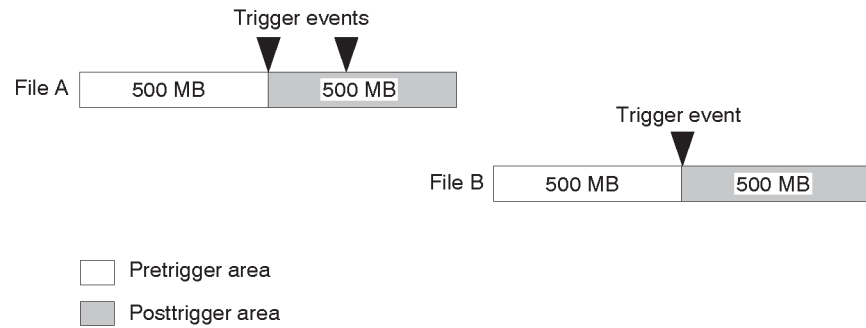 Trigger events
File A 500 MB 500 MB
Trigger event
File B 500 MB 500 MB
Pretrigger area
Posttrigger area